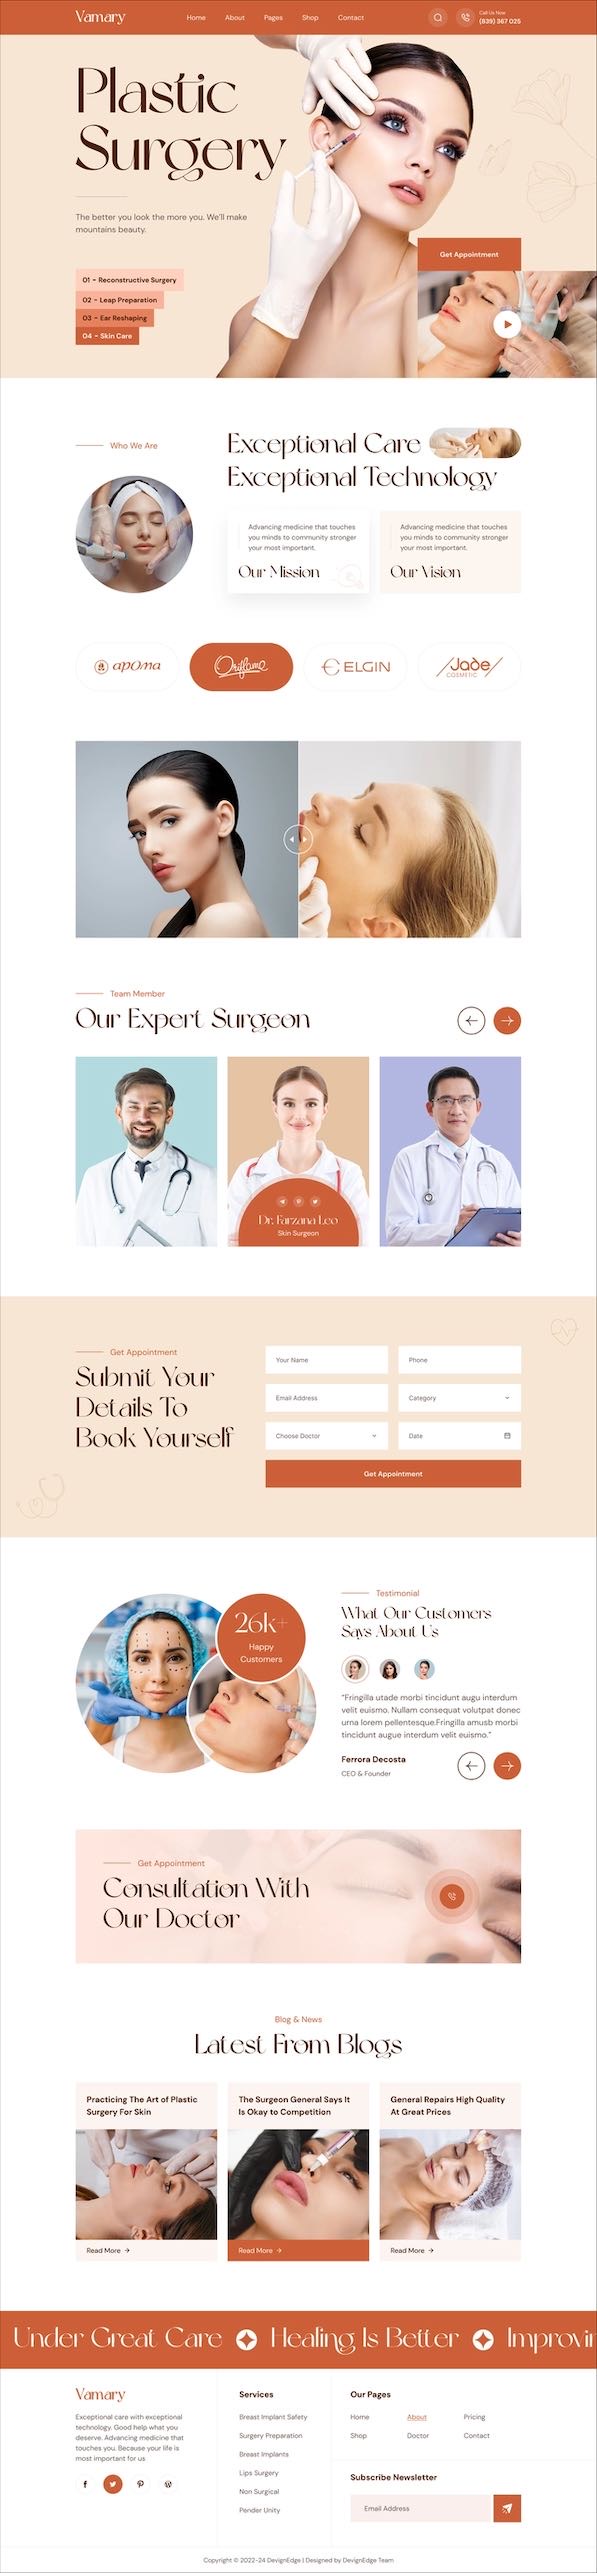 Vamary
Home About Pages Shop Contact
Call Us Now
(839) 367 025
Plastic
Surgery
The better you look the more you. We'll make
mountains beauty.
01 - Reconstructive Surgery
02 - Leap Preparation
03 - Ear Reshaping
04 - Skin Care
Get Appointment
Who We Are
Exceptional Care
Exceptional Technology
Advancing medicine that touches
you minds to community stronger
your most important.
Our Mission
Advancing medicine that touches
you minds to community stronger
your most important.
Our Vision
apoma
Oriflame
ELGIN
Jade
COSMETIC
Team Member
Our Expert Surgeon
Dr. Farzana Leo
Skin Surgeon
Get Appointment
Submit Your
Details To
Book Yourself
Your Name
Phone
Email Address
Category
Choose Doctor
Date
Get Appointment
26k+
Happy
Customers
Testimonial
What Our Customers
Says About Us
"Fringilla utade morbi tincidunt augu interdum
velit euismo. Nullam consequat volutpat donec
urna lorem pellentesque.Fringilla amusb morbi
tincidunt augue interdum velit euismo."
Ferrora Decosta
CEO & Founder
Get Appointment
Consultation With
Our Doctor
Blog & News
Latest From Blogs
Practicing The Art of Plastic
Surgery For Skin
Read More
The Surgeon General Says It
Is Okay to Competition
Read More
General Repairs High Quality
At Great Prices
Read More
Under Great Care Healing Is Better Improvin
Vamary
Exceptional care with exceptional
technology. Good help what you
deserve. Advancing medicine that
touches you. Because your life is
most important for us
Services
Breast Implant Safety
Surgery Preparation
Breast Implants
Lips Surgery
Non Surgical
Pender Unity
Our Pages
Home About Pricing
Shop Doctor Contact
Subscribe Newsletter
Email Address
Copyright © 2022-24 DevignEdge | Designed by DevignEdge Team